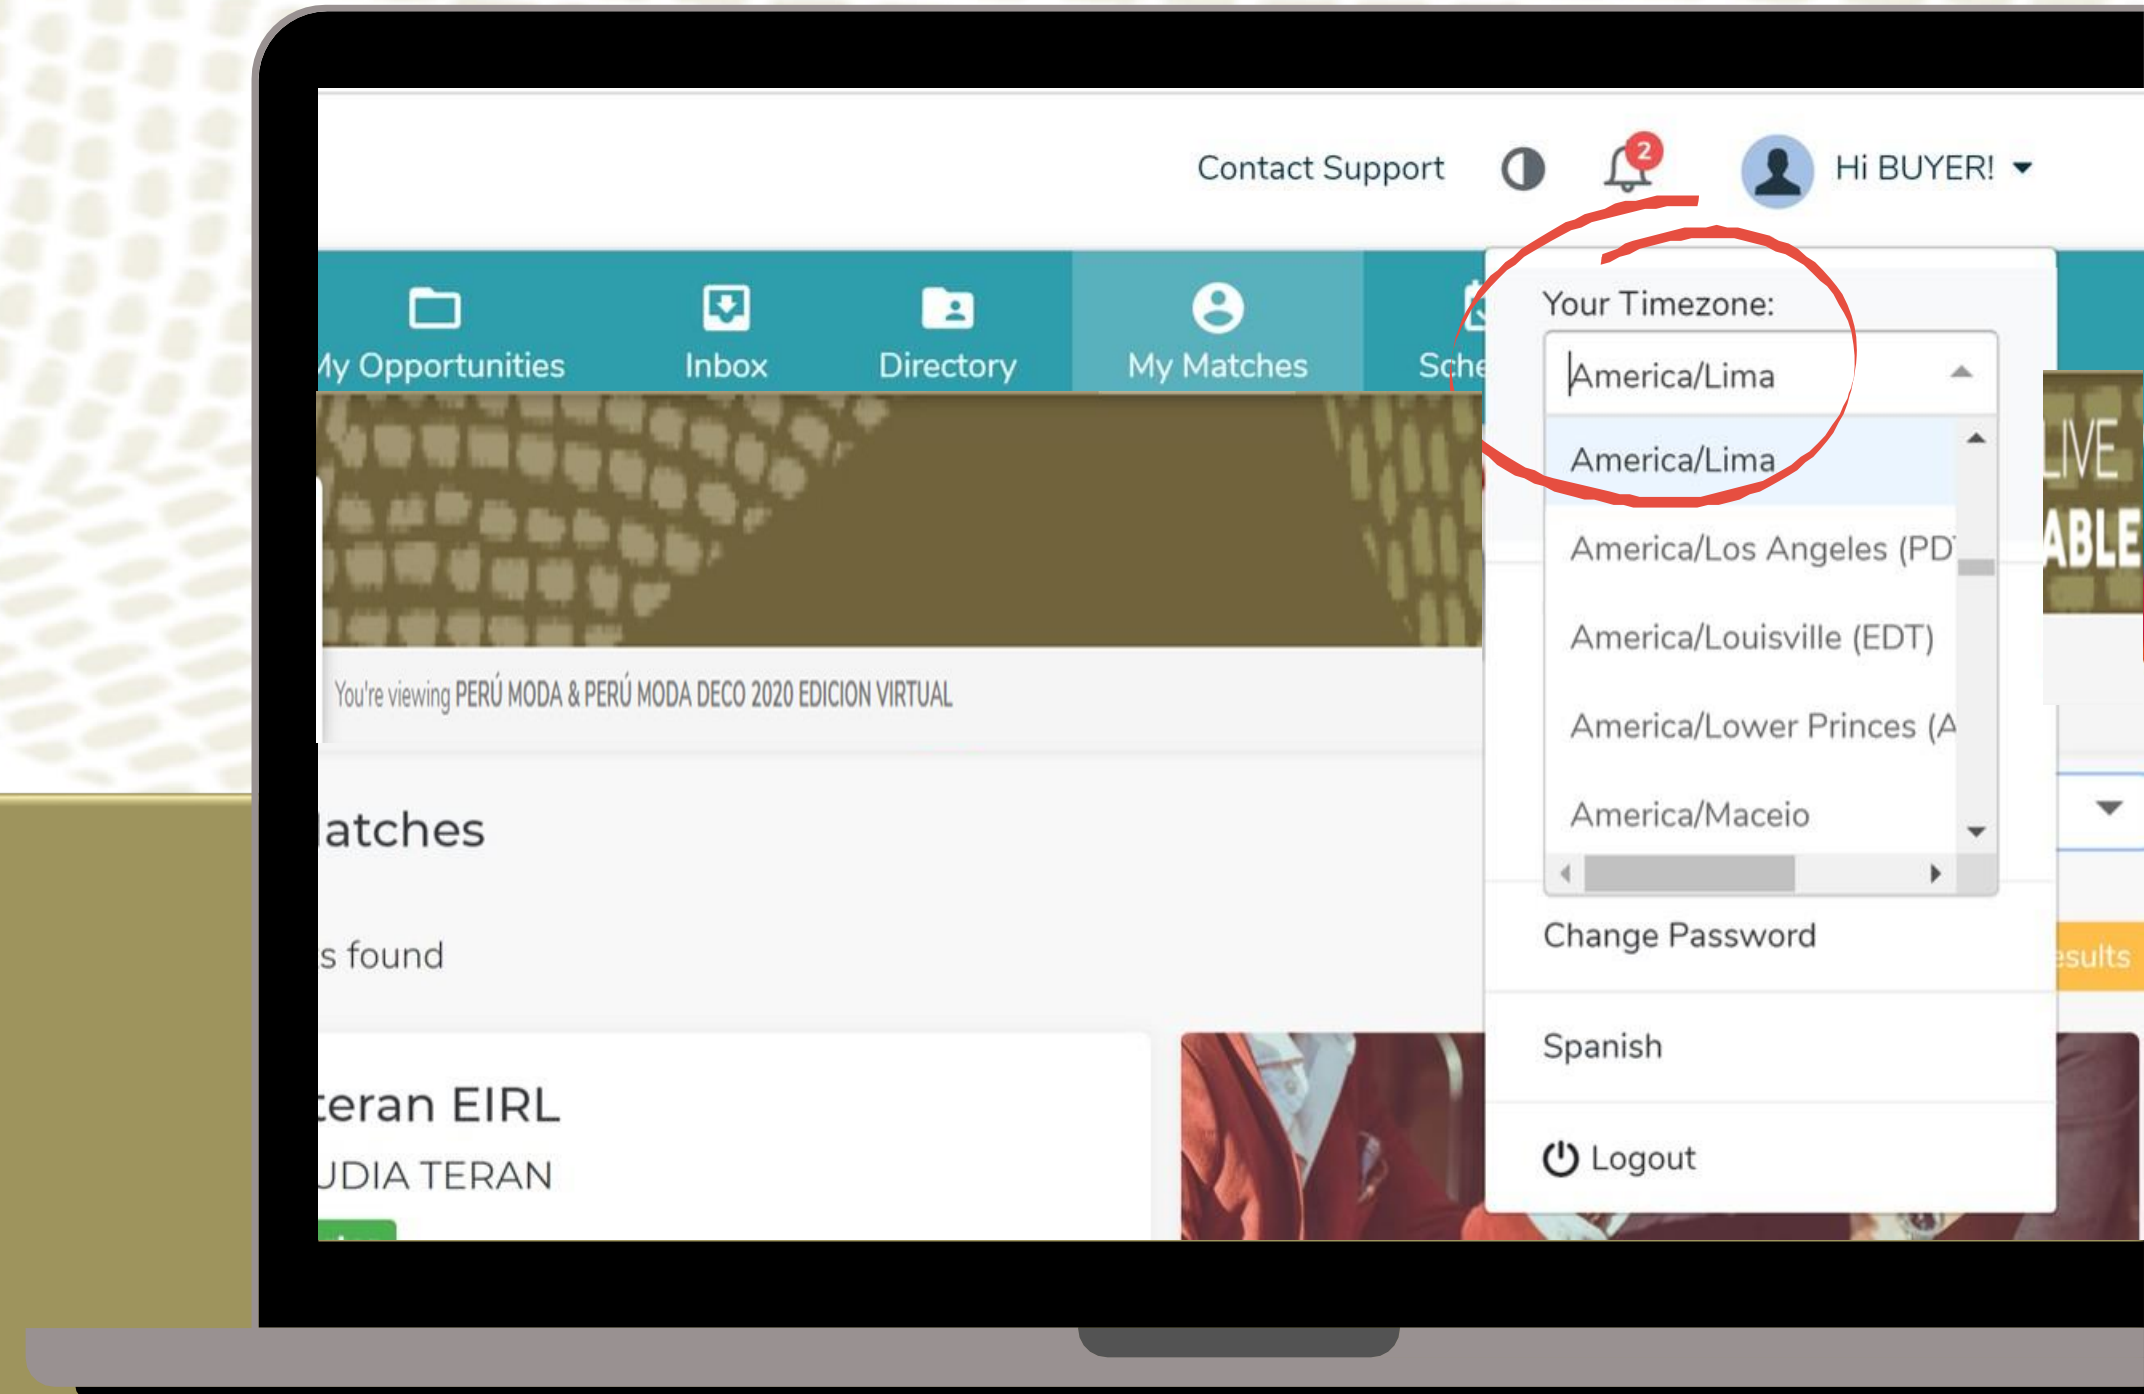 Contact Support
2
Hi BUYER!
My Opportunities
Inbox
Directory
My Matches
Sche
Your Timezone:
America/Lima
America/Lima
America/Los Angeles (PD
America/Louisville (EDT)
America/Lower Princes (A
America/Maceio
LIVE
ABLE
You're viewing PERÚ MODA & PERÚ MODA DECO 2020 EDICION VIRTUAL
atches
s found
esults
Change Password
Spanish
Logout
teran EIRL
UDIA TERAN